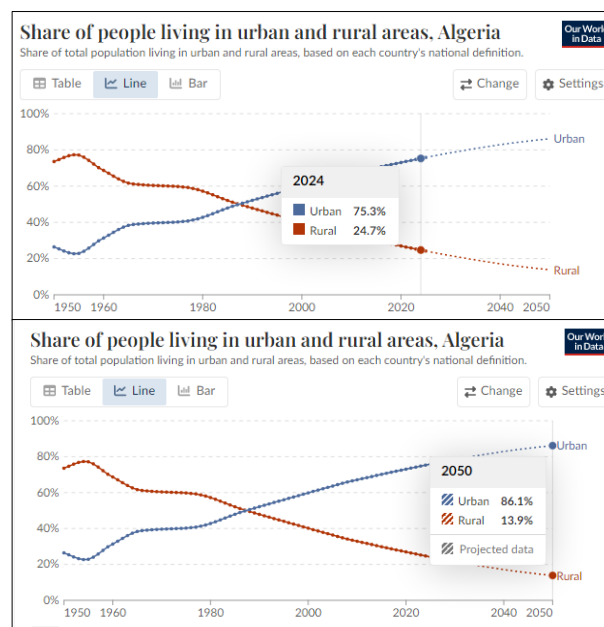 Share of people living in urban and rural areas, Algeria
Our World
in Data
Share of total population living in urban and rural areas, based on each country's national definition.
Table Line Bar Change Settings
100%
Urban
80%
2024
60%
Urban 75.3%
40%
Rural 24.7%
20%
Rural
0%
1950 1960 1980 2000 2020 2040 2050
Share of people living in urban and rural areas, Algeria
Our World
in Data
Share of total population living in urban and rural areas, based on each country's national definition.
Table Line Bar Change Settings
100%
Urban
80%
2050
60%
Urban 86.1%
Rural 13.9%
40%
Projected data
20%
Rural
0%
1950 1960 1980 2000 2020 2040 2050